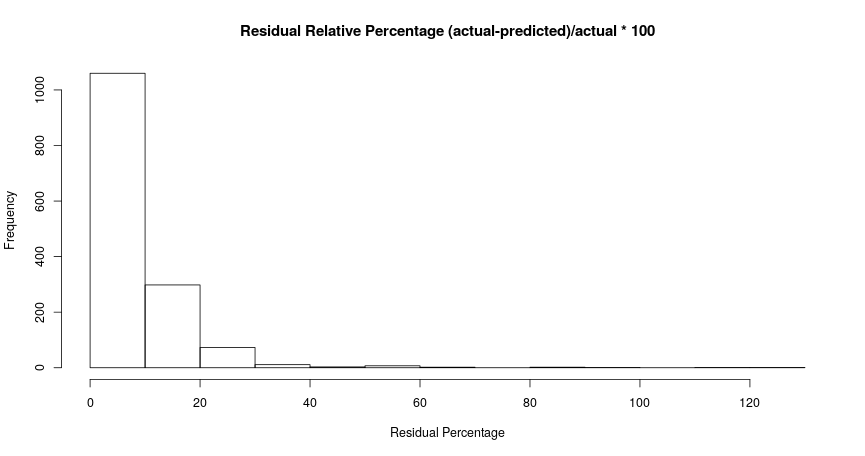 Residual Relative Percentage (actual-predicted)/actual * 100
Frequency
1000
800
600
400
200
0
0 20 40 60 80 100 120
Residual Percentage